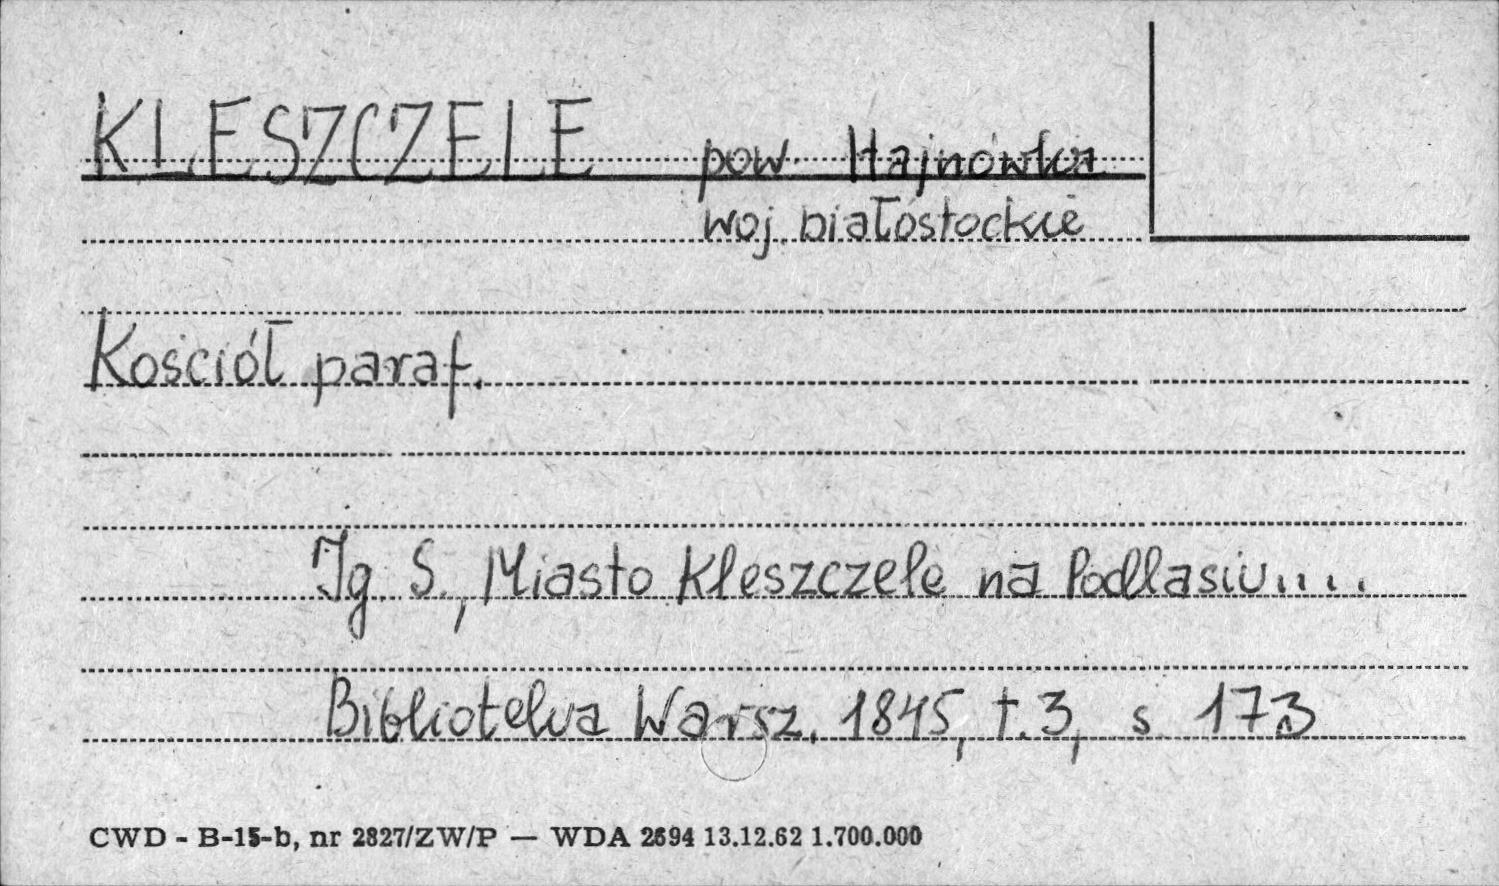 KLESZCZELE pow. Hajnówka
woj. białostockie
Kościół paraf.
Ig. S., Miasto Kleszczele na Podlasiu....
Biblioteka Warsz. 1845, t. 3, s 173
CWD - B-15-b, nr 2827/ZW/P — WDA 2694 13.12.62 1.700.000